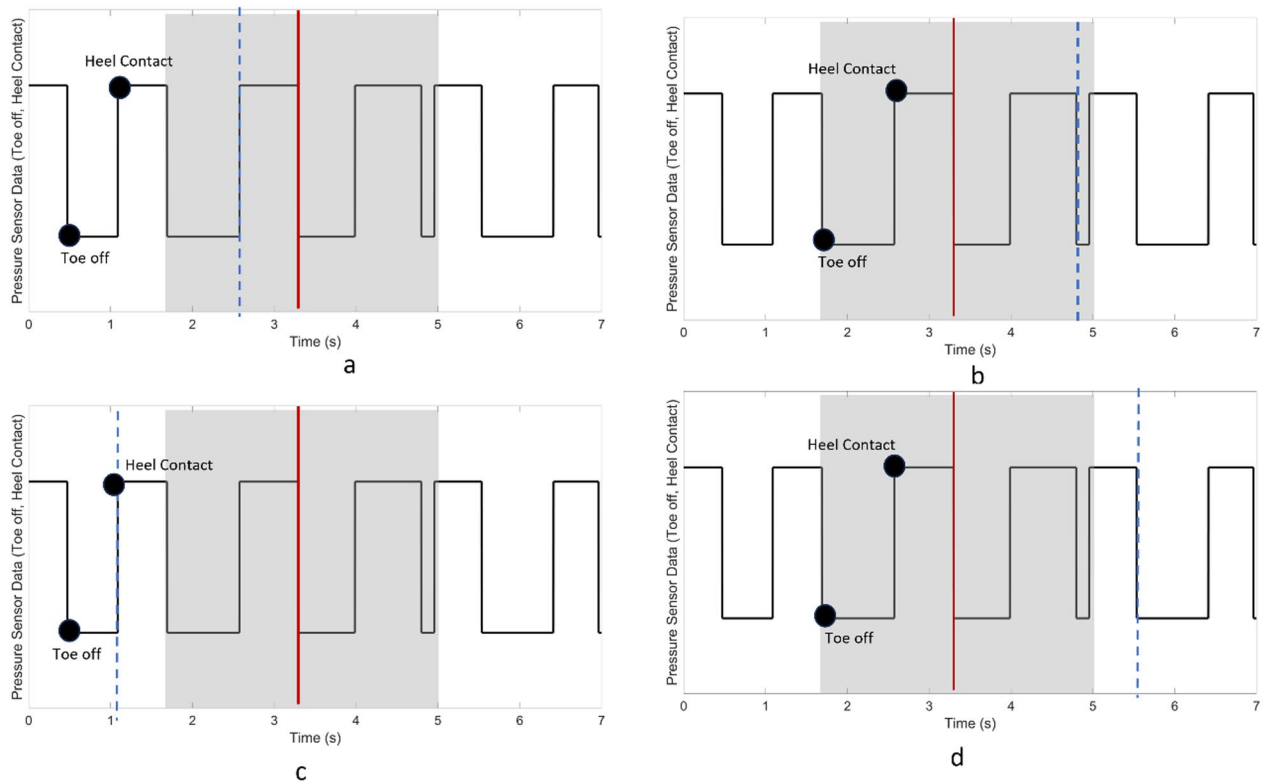 Pressure Sensor Data (Toe off, Heel Contact)
Heel Contact
Toe off
0 1 2 3 4 5 6 7
Time (s)
a
Pressure Sensor Data (Toe off, Heel Contact)
Heel Contact
Toe off
0 1 2 3 4 5 6 7
Time (s)
b
Pressure Sensor Data (Toe off, Heel Contact)
Heel Contact
Toe off
0 1 2 3 4 5 6 7
Time (s)
c
Pressure Sensor Data (Toe off, Heel Contact)
Heel Contact
Toe off
0 1 2 3 4 5 6 7
Time (s)
d